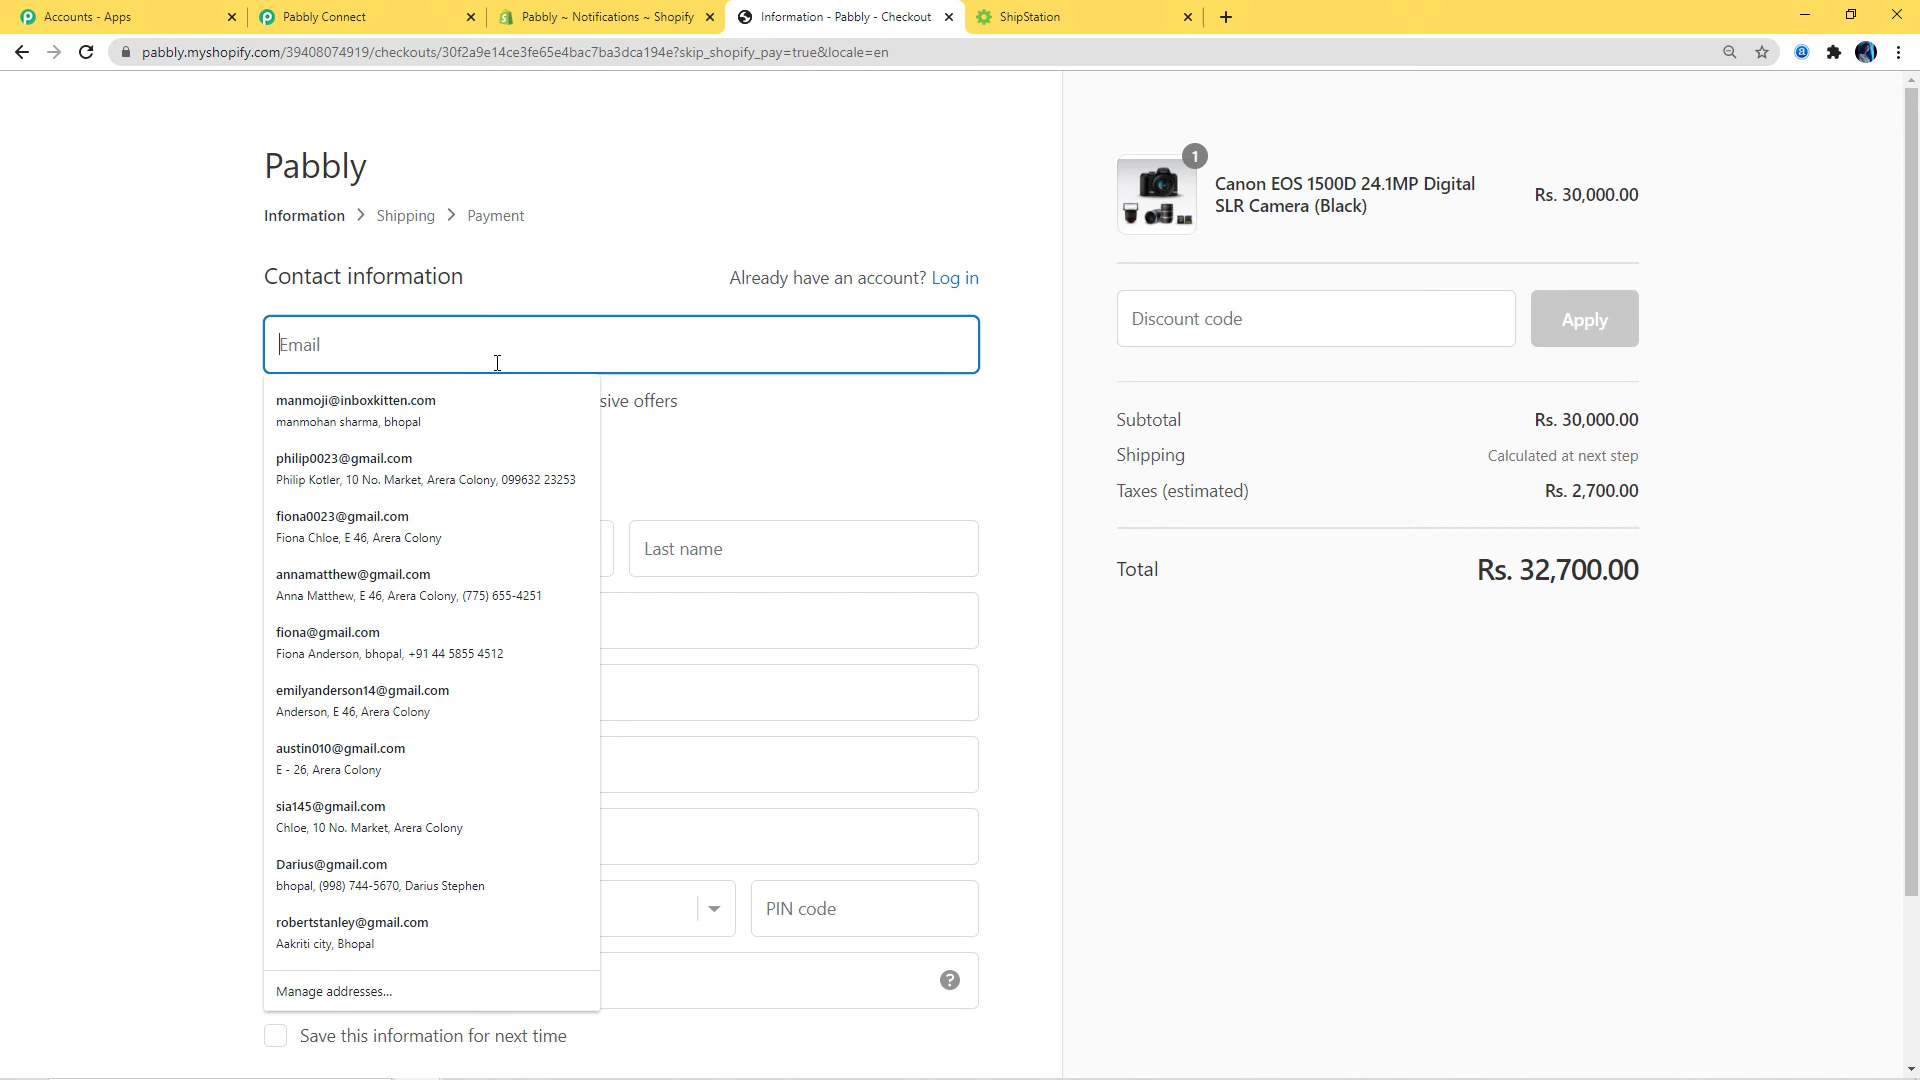 Accounts - Apps
Pabbly Connect
Pabbly ~ Notifications ~ Shopify
Information - Pabbly - Checkout
ShipStation
pabbly.myshopify.com/39408074919/checkouts/30f2a9e14ce3fe65e4bac7ba3dca194e?skip_shopify_pay=true&locale=en
Pabbly
Information > Shipping > Payment
Contact information
Already have an account? Log in
Email
manmoji@inboxkitten.com
manmohan sharma, bhopal
sive offers
philip0023@gmail.com
Philip Kotler, 10 No. Market, Arera Colony, 099632 23253
fiona0023@gmail.com
Fiona Chloe, E 46, Arera Colony
annamatthew@gmail.com
Anna Matthew, E 46, Arera Colony, (775) 655-4251
fiona@gmail.com
Fiona Anderson, bhopal, +91 44 5855 4512
emilyanderson14@gmail.com
Anderson, E 46, Arera Colony
austin010@gmail.com
E - 26, Arera Colony
sia145@gmail.com
Chloe, 10 No. Market, Arera Colony
Darius@gmail.com
bhopal, (998) 744-5670, Darius Stephen
robertstanley@gmail.com
Aakriti city, Bhopal
Manage addresses...
Last name
PIN code
?
Save this information for next time
1
Canon EOS 1500D 24.1MP Digital
SLR Camera (Black)
Rs. 30,000.00
Discount code
Apply
Subtotal
Rs. 30,000.00
Shipping
Calculated at next step
Taxes (estimated)
Rs. 2,700.00
Total
Rs. 32,700.00